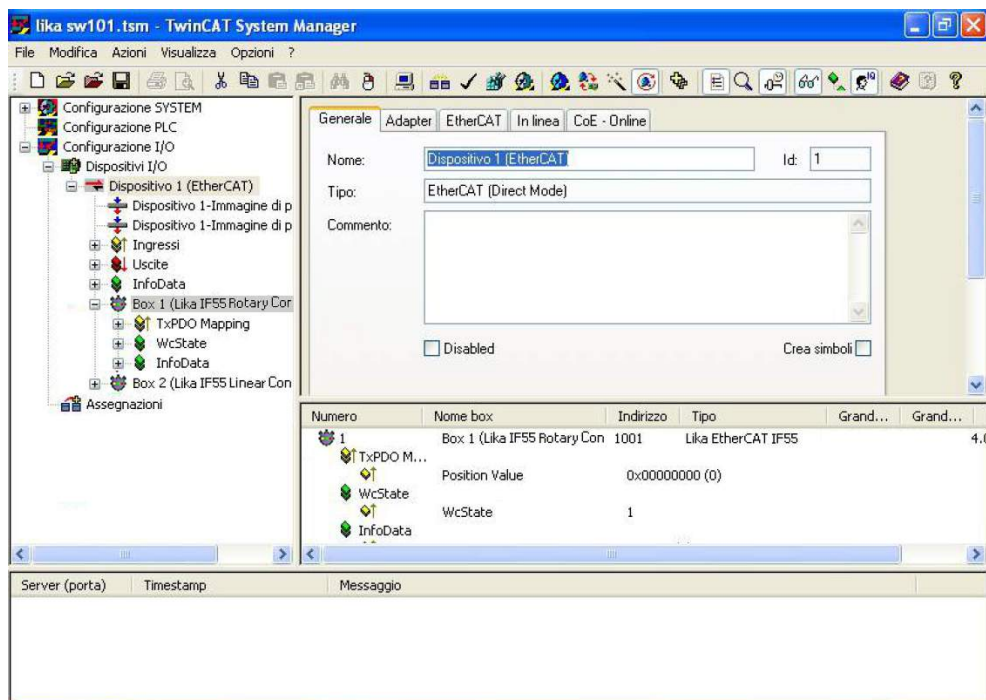 lika sw101.tsm - TwinCAT System Manager
File Modifica Azioni Visualizza Opzioni ?
Configurazione SYSTEM
Configurazione PLC
Configurazione I/O
Dispositivi I/O
Dispositivo 1 (EtherCAT)
Dispositivo 1-Immagine di p
Dispositivo 1-Immagine di p
Ingressi
Uscite
InfoData
Box 1 (Lika IF55 Rotary Cor
TxPDO Mapping
WcState
InfoData
Box 2 (Lika IF55 Linear Con
Assegnazioni
Generale Adapter EtherCAT In linea CoE - Online
Nome: Dispositivo 1 (EtherCAT) Id: 1
Tipo: EtherCAT (Direct Mode)
Commento:
Disabled Crea simboli
Numero Nome box Indirizzo Tipo Grand... Grand...
1 Box 1 (Lika IF55 Rotary Con 1001 Lika EtherCAT IF55 4.0
TxPDO M...
Position Value 0x00000000 (0)
WcState
WcState 1
InfoData
Server (porta) Timestamp Messaggio